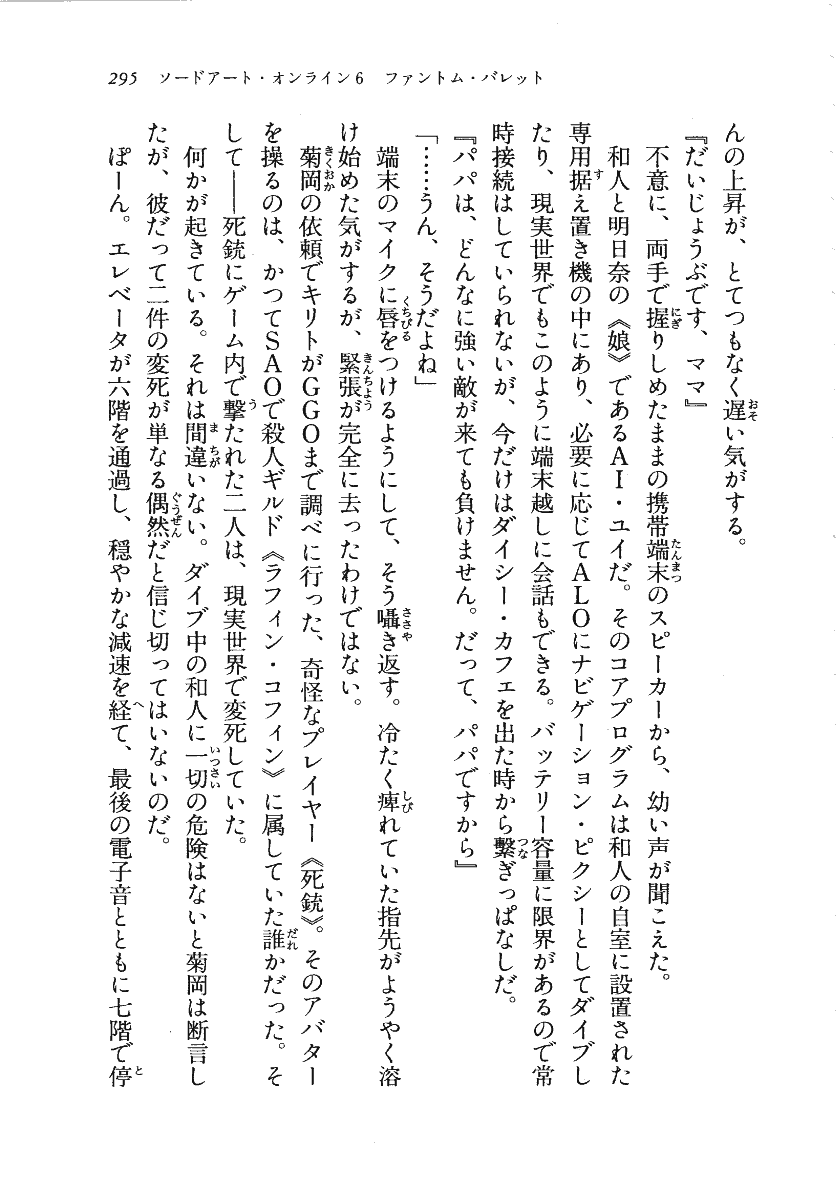 295 ソードアート・オンライン6 ファントム・バレット
んの上昇が、とてつもなく遅い気がする。
『だいじょうぶです、ママ』
不意に、両手で握りしめたままの携帯端末のスピーカーから、幼い声が聞こえた。
和人と明日奈の《娘》であるAI・ユイだ。そのコアプログラムは和人の自室に設置された
専用据え置き機の中にあり、必要に応じてALOにナビゲーション・ピクシーとしてダイブし
たり、現実世界でもこのように端末越しに会話もできる。バッテリー容量に限界があるので常
時接続はしていられないが、今だけはダイシー・カフェを出た時から繋ぎっぱなしだ。
『パパは、どんなに強い敵が来ても負けません。だって、パパですから』
「……うん、そうだよね」
端末のマイクに唇をつけるようにして、そう囁き返す。冷たく痺れていた指先がようやく溶
け始めた気がするが、緊張が完全に去ったわけではない。
菊岡の依頼でキリトがGGOまで調べに行った、奇怪なプレイヤー《死銃》。そのアバター
を操るのは、かつてSAOで殺人ギルド《ラフィン・コフィン》に属していた誰かだった。そ
して――死銃にゲーム内で撃たれた二人は、現実世界で変死していた。
何かが起きている。それは間違いない。ダイブ中の和人に一切の危険はないと菊岡は断言し
たが、彼だって二件の変死が単なる偶然だと信じ切ってはいないのだ。
ぽーん。エレベータが六階を通過し、穏やかな減速を経て、最後の電子音とともに七階で停